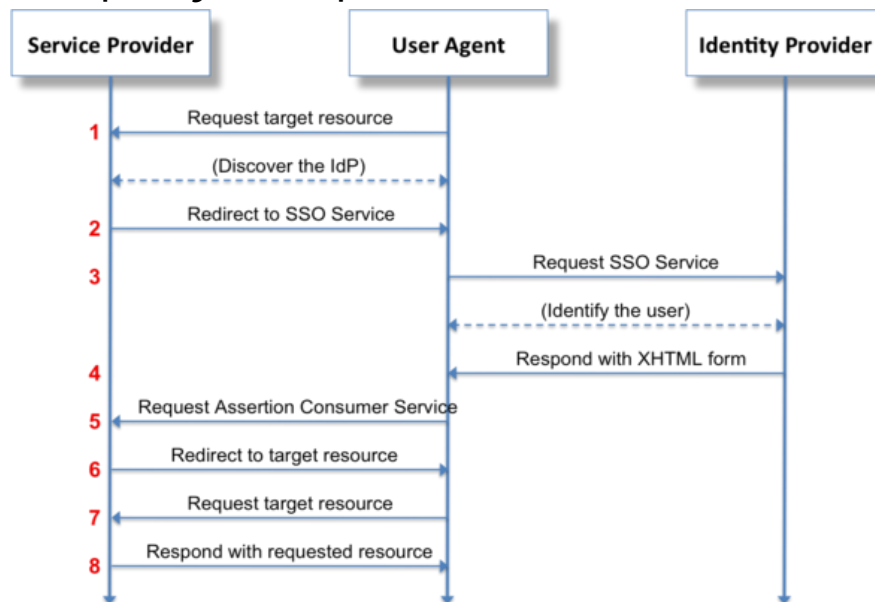 Service Provider
User Agent
Identity Provider
1
Request target resource
(Discover the IdP)
2
Redirect to SSO Service
3
Request SSO Service
(Identify the user)
4
Respond with XHTML form
5
Request Assertion Consumer Service
6
Redirect to target resource
7
Request target resource
8
Respond with requested resource